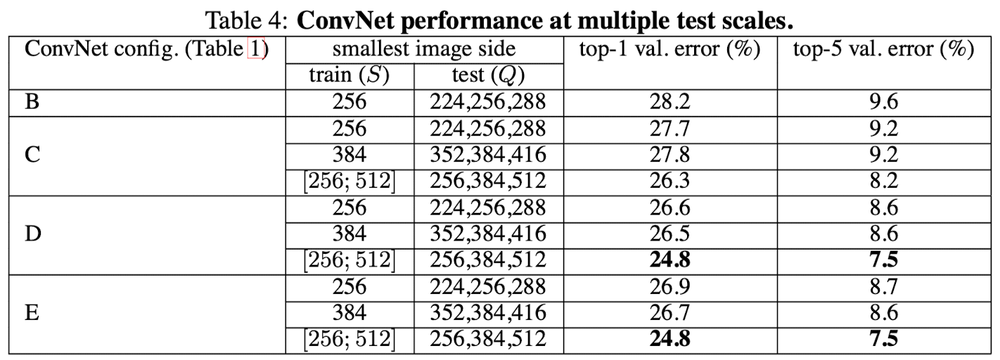 Table 4: ConvNet performance at multiple test scales.
ConvNet config. (Table 1) smallest image side top-1 val. error (%) top-5 val. error (%)
train (S) test (Q)
B 256 224,256,288 28.2 9.6
256 224,256,288 27.7 9.2
C 384 352,384,416 27.8 9.2
[256; 512] 256,384,512 26.3 8.2
256 224,256,288 26.6 8.6
D 384 352,384,416 26.5 8.6
[256; 512] 256,384,512 24.8 7.5
256 224,256,288 26.9 8.7
E 384 352,384,416 26.7 8.6
[256; 512] 256,384,512 24.8 7.5